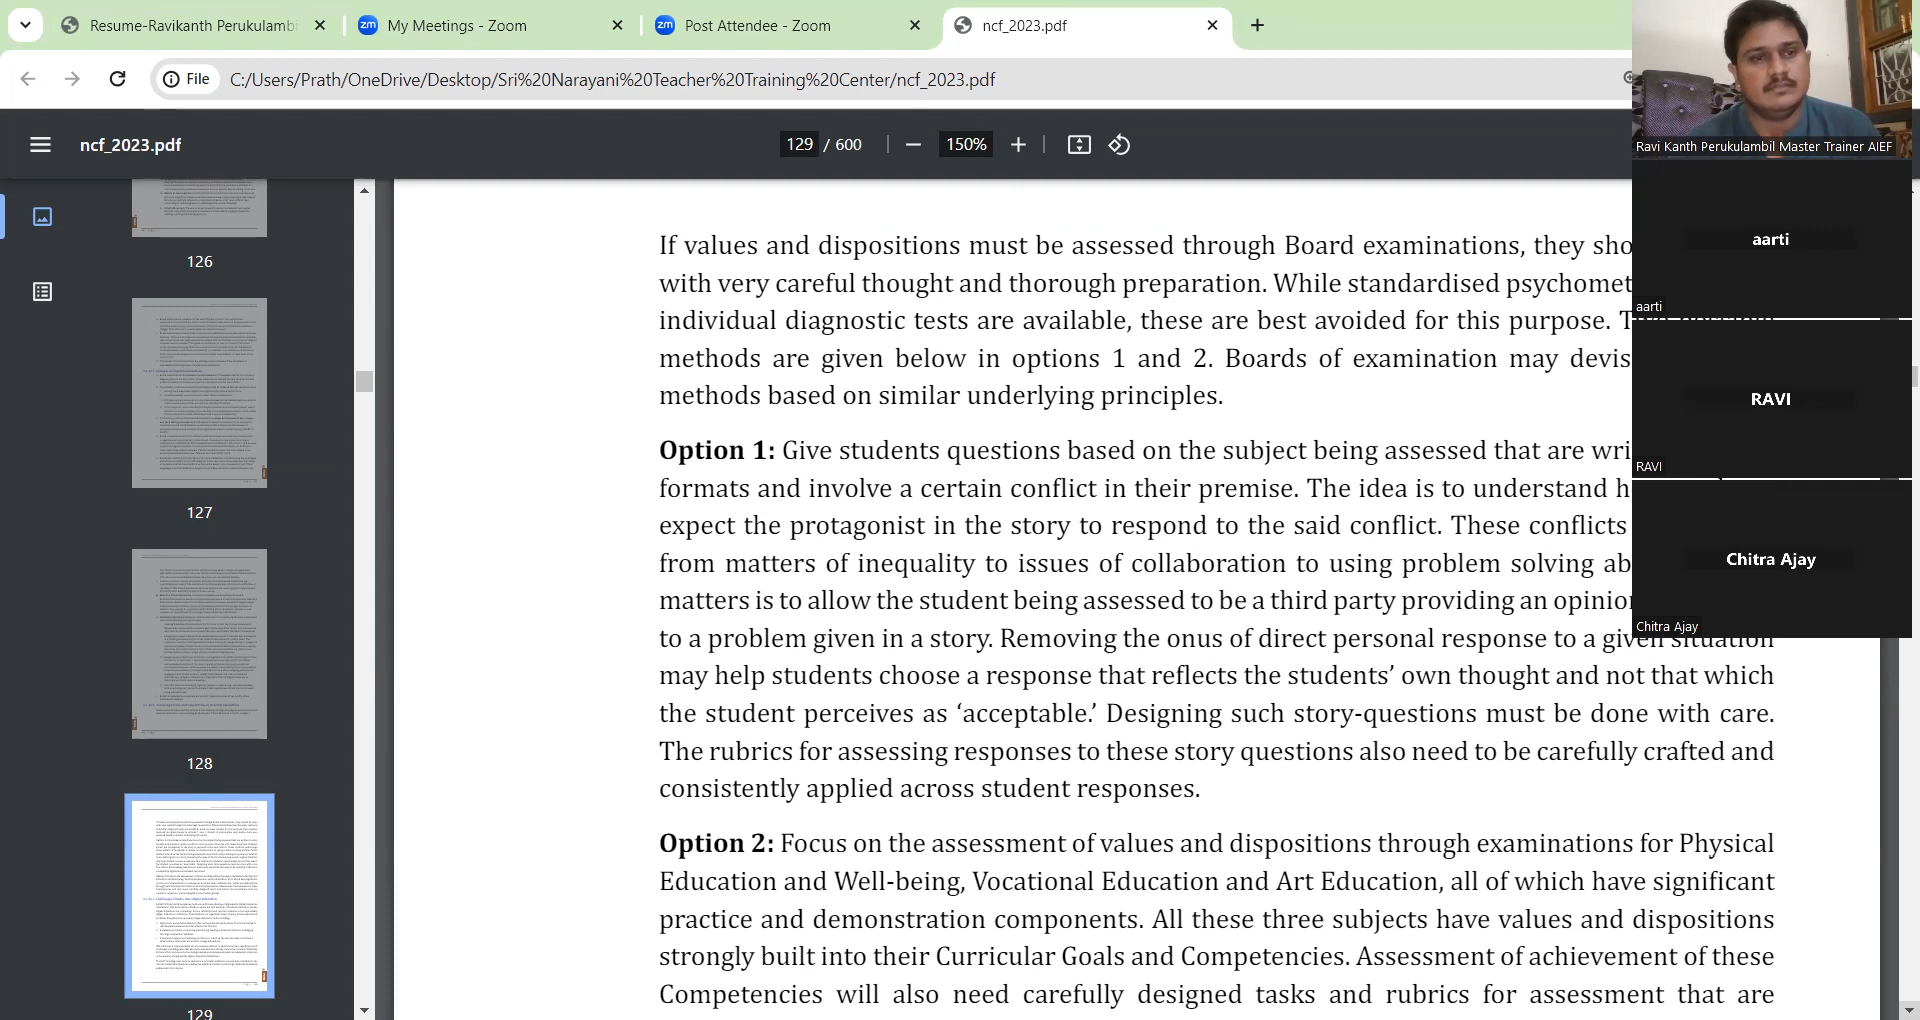 Resume-Ravikanth Perukulambi
zm My Meetings - Zoom
zm Post Attendee - Zoom
ncf_2023.pdf
File C:/Users/Prath/OneDrive/Desktop/Sri%20Narayani%20Teacher%20Training%20Center/ncf_2023.pdf
ncf_2023.pdf
129 / 600
150%
126
127
128
129
If values and dispositions must be assessed through Board examinations, they sho
with very careful thought and thorough preparation. While standardised psychomet
individual diagnostic tests are available, these are best avoided for this purpose. T
methods are given below in options 1 and 2. Boards of examination may devis
methods based on similar underlying principles.
Option 1: Give students questions based on the subject being assessed that are wri
formats and involve a certain conflict in their premise. The idea is to understand h
expect the protagonist in the story to respond to the said conflict. These conflicts
from matters of inequality to issues of collaboration to using problem solving ab
matters is to allow the student being assessed to be a third party providing an opinion
to a problem given in a story. Removing the onus of direct personal response to a given situation
may help students choose a response that reflects the students’ own thought and not that which
the student perceives as ‘acceptable.’ Designing such story-questions must be done with care.
The rubrics for assessing responses to these story questions also need to be carefully crafted and
consistently applied across student responses.
Option 2: Focus on the assessment of values and dispositions through examinations for Physical
Education and Well-being, Vocational Education and Art Education, all of which have significant
practice and demonstration components. All these three subjects have values and dispositions
strongly built into their Curricular Goals and Competencies. Assessment of achievement of these
Competencies will also need carefully designed tasks and rubrics for assessment that are
Ravi Kanth Perukulambil Master Trainer AIEF
aarti
aarti
RAVI
RAVI
Chitra Ajay
Chitra Ajay